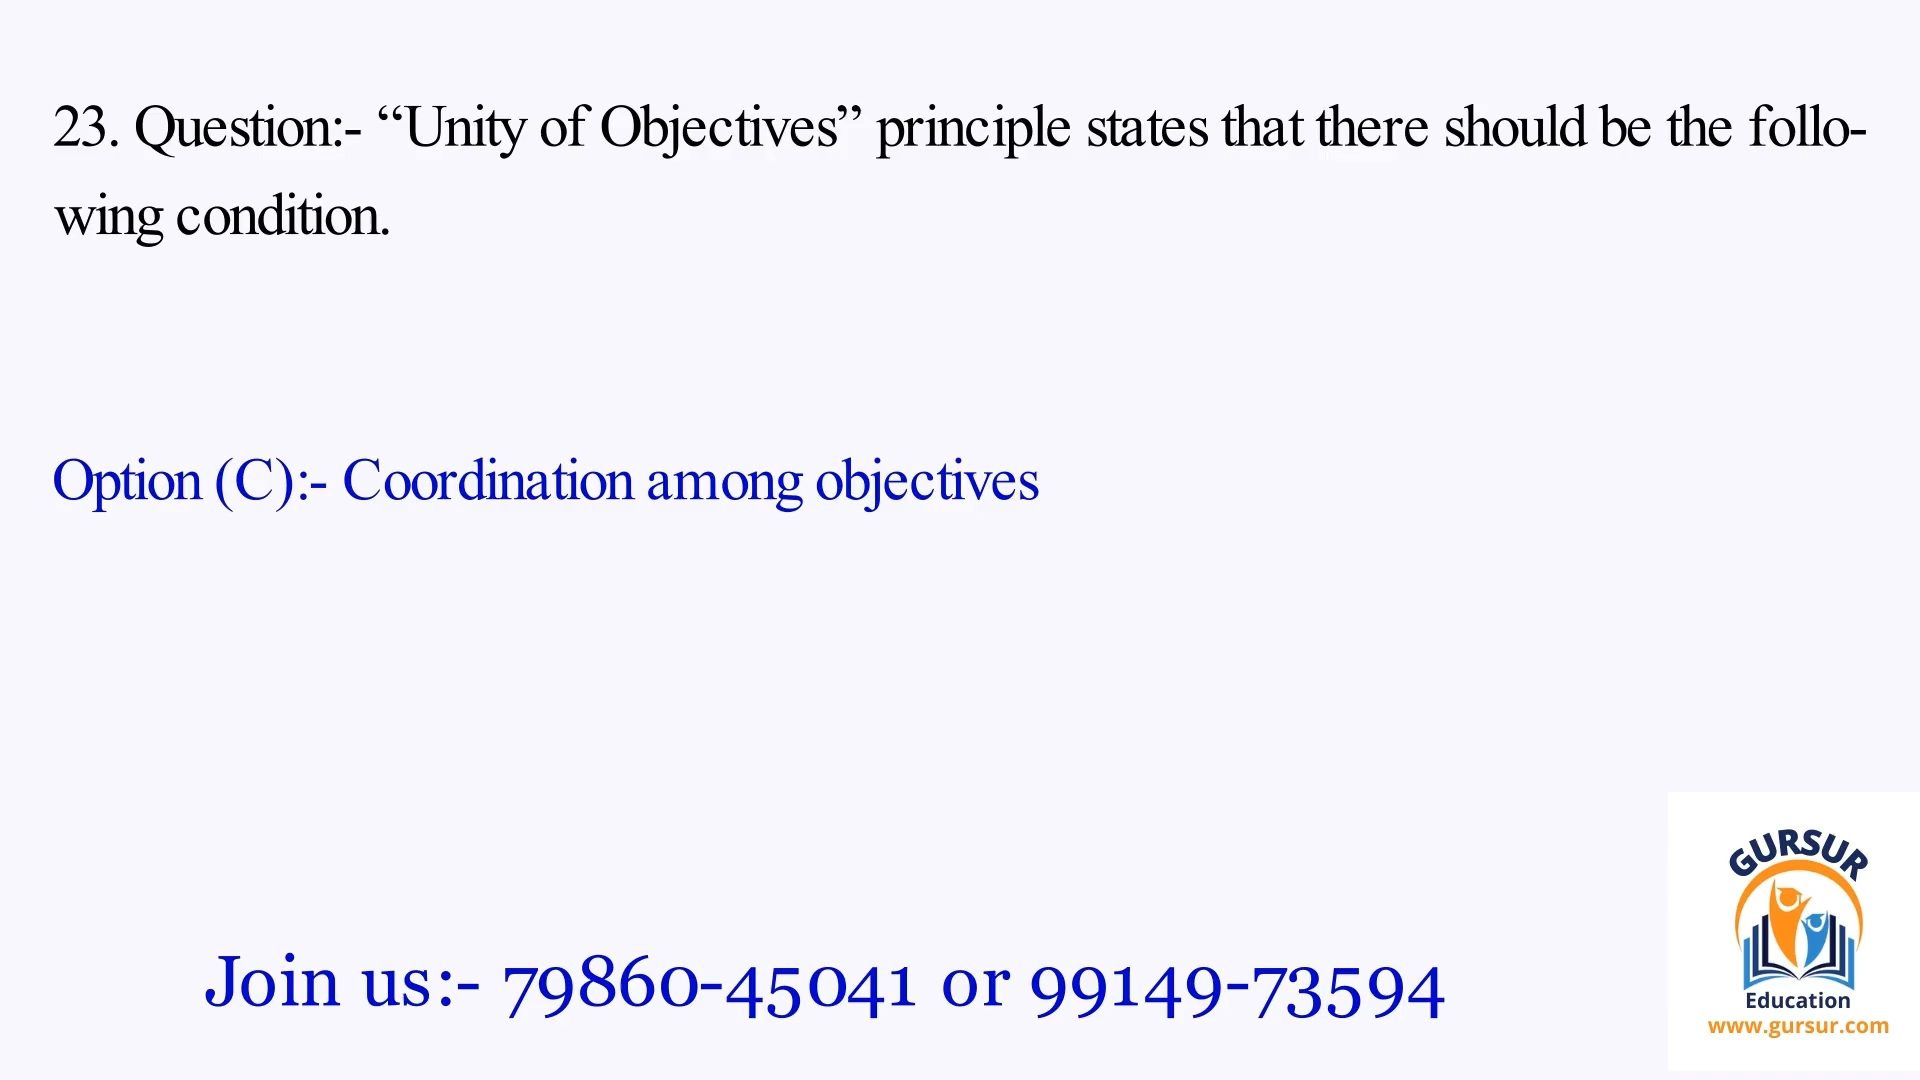 23. Question:- “Unity of Objectives” principle states that there should be the follo-
wing condition.
Option (C):- Coordination among objectives
Join us:- 79860-45041 or 99149-73594
GURSUR
Education
www.gursur.com